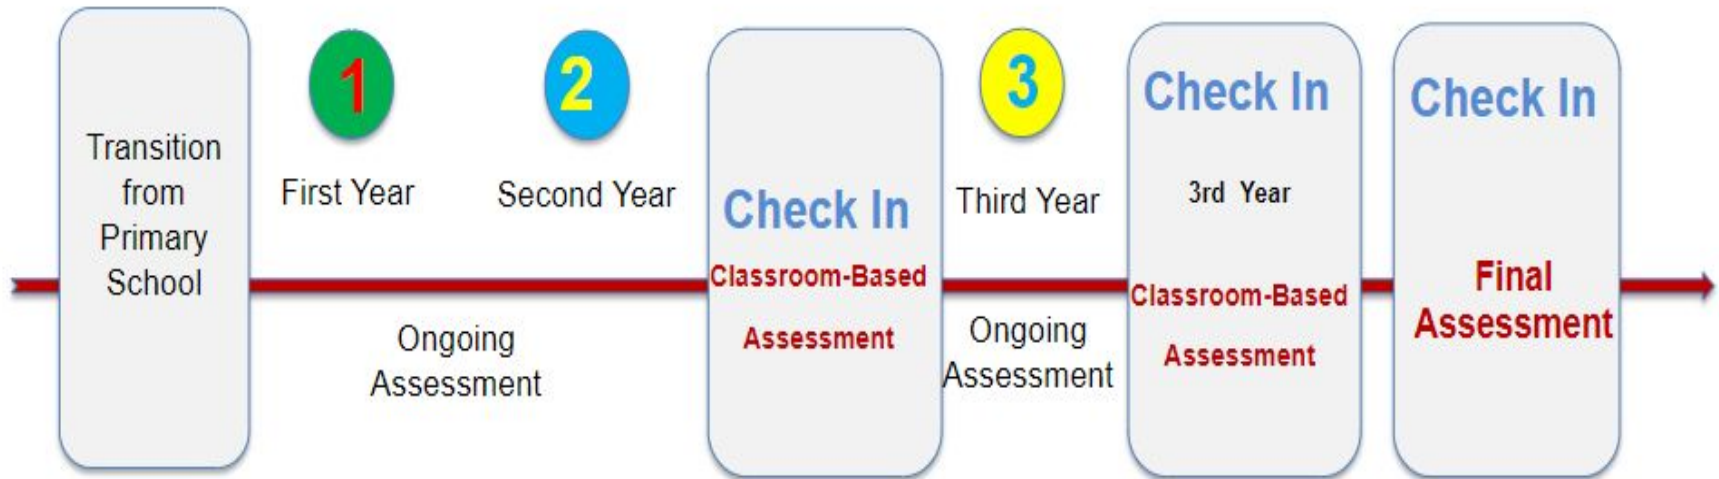 Transition
from
Primary
School
1
First Year
2
Second Year
Ongoing
Assessment
Check In
Classroom-Based
Assessment
3
Third Year
Ongoing
Assessment
Check In
3rd Year
Classroom-Based
Assessment
Check In
Final
Assessment